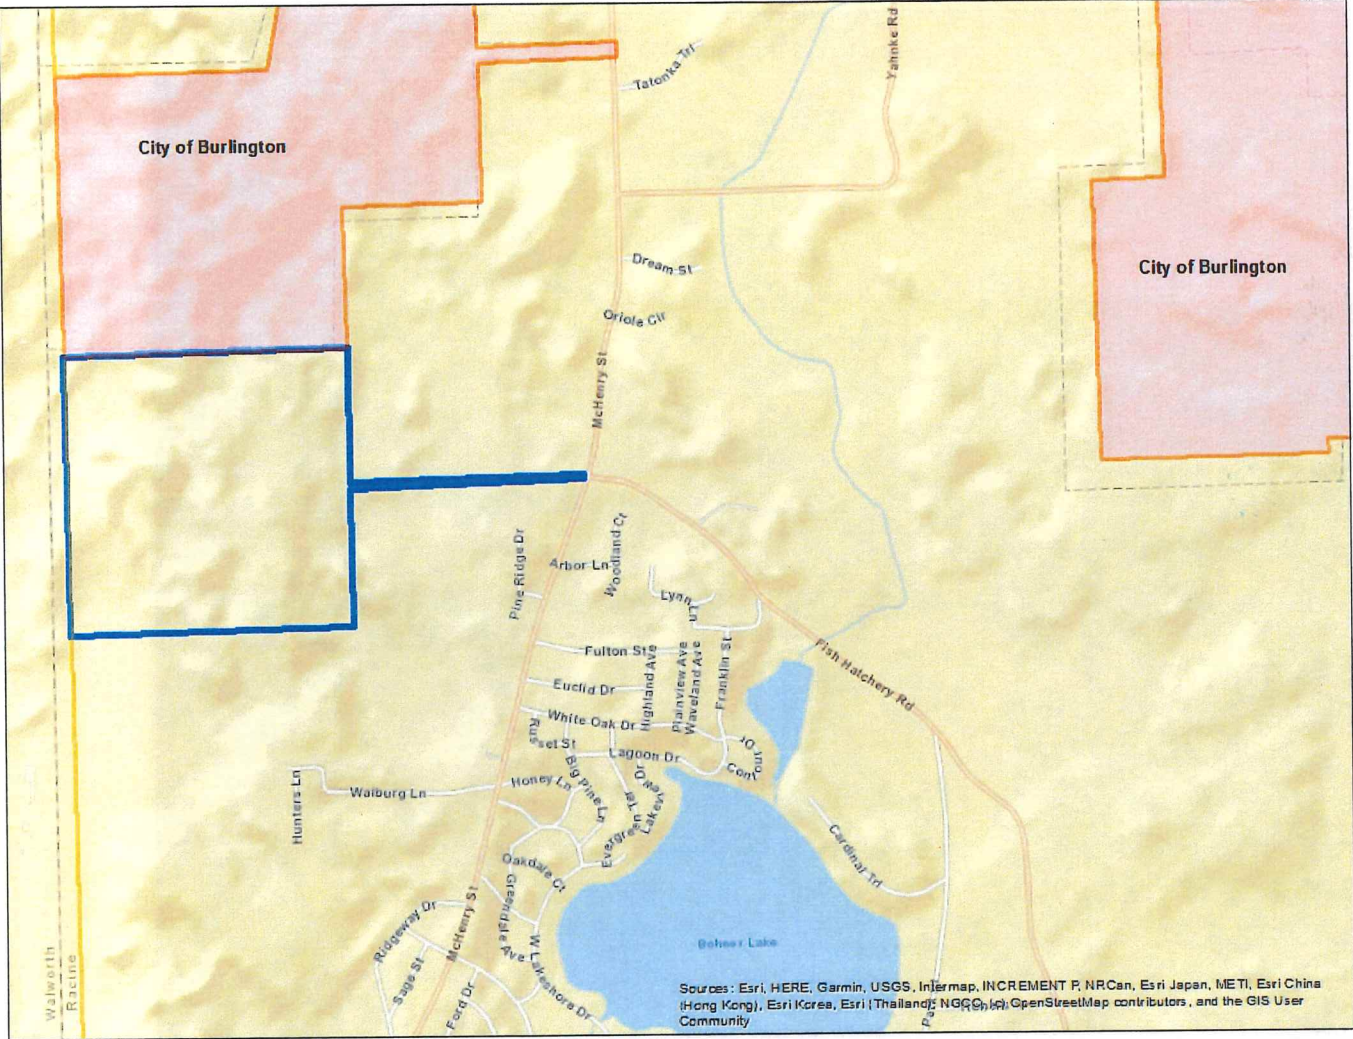 Tatonka Trl
Yahnke Rd
City of Burlington
City of Burlington
Dream St
Oriole Cir
McHenry St
Pine Ridge Dr
Arbor Ln
Woodland Ct
Lynn Ln
Fulton St
Highland Ave
Plainview Ave
Waveland Ave
Franklin St
Fish Hatchery Rd
Euclid Dr
White Oak Dr
Russet St
Lagoon Dr
Contour Dr
Big Pine Ln
Honey Ln
Hunters Ln
Walburg Ln
Evergreen Ter
Lakeview Dr
Cardinal Trl
Oakdale Ct
Greendale Ave
Ridgeway Dr
McHenry St
W Lakeshore Dr
Sage St
Ford Dr
Walworth
Racine
Bohner Lake
Sources: Esri, HERE, Garmin, USGS, Intermap, INCREMENT P, NRCan, Esri Japan, METI, Esri China
(Hong Kong), Esri Korea, Esri (Thailand), NGCC, (c) OpenStreetMap contributors, and the GIS User
Community